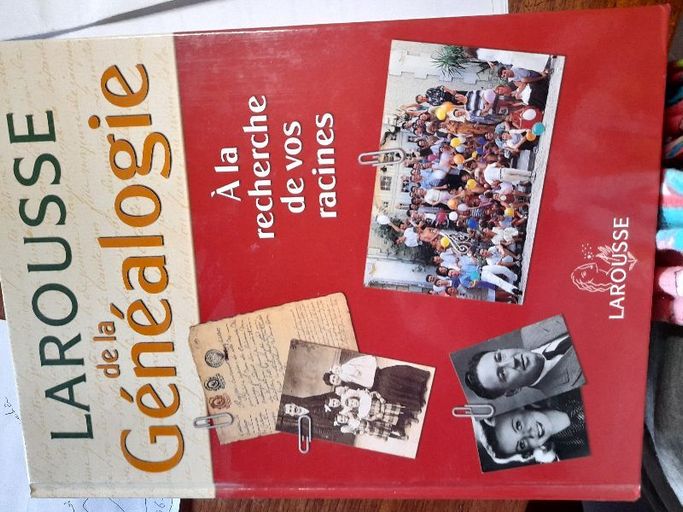 LAROUSSE
de la
Généalogie
À la
recherche
de vos
racines
LAROUSSE